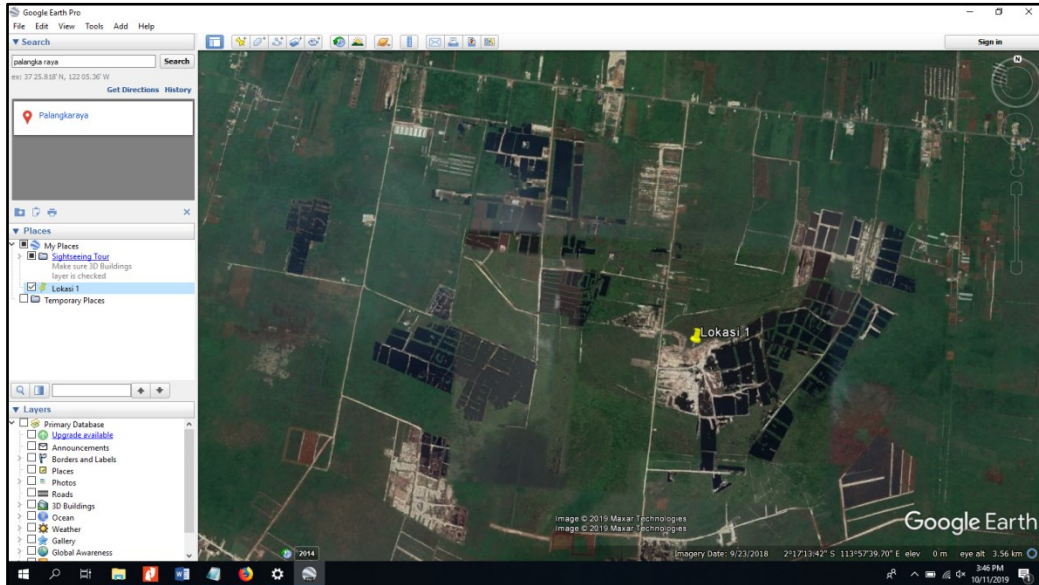 Google Earth Pro
File Edit View Tools Add Help
▼ Search
Sign in
palangka raya
Search
ex: 37 25.818' N, 122 05.36' W
Get Directions History
Palangkaraya
▼ Places
My Places
Sightseeing Tour
Make sure 3D Buildings
layer is checked
Lokasi 1
Temporary Places
▼ Layers
Primary Database
Upgrade available
Announcements
Borders and Labels
Places
Photos
Roads
3D Buildings
Ocean
Weather
Gallery
Global Awareness
N
Lokasi 1
Image © 2019 Maxar Technologies
Image © 2019 Maxar Technologies
Google Earth
2014
Imagery Date: 9/23/2018 2°17'13.42" S 113°57'39.70" E elev 0 m eye alt 3.56 km
3:46 PM
10/11/2019